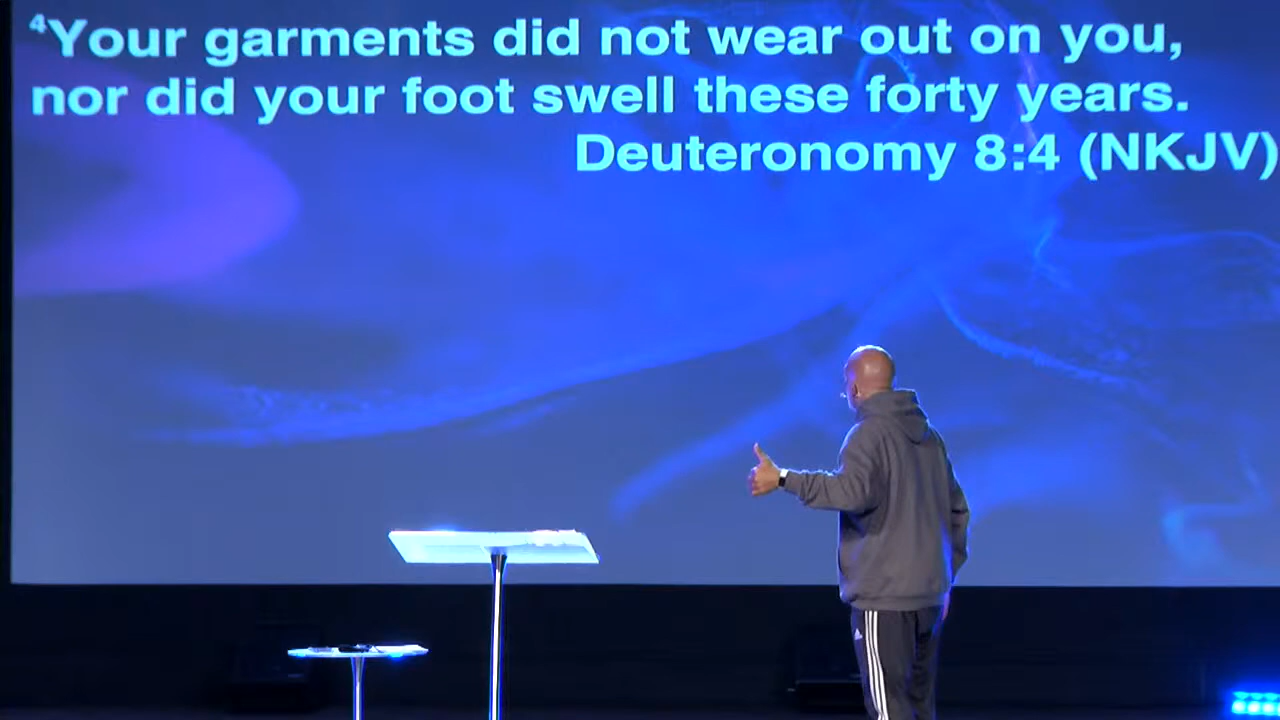 ⁴Your garments did not wear out on you,
nor did your foot swell these forty years.
Deuteronomy 8:4 (NKJV)